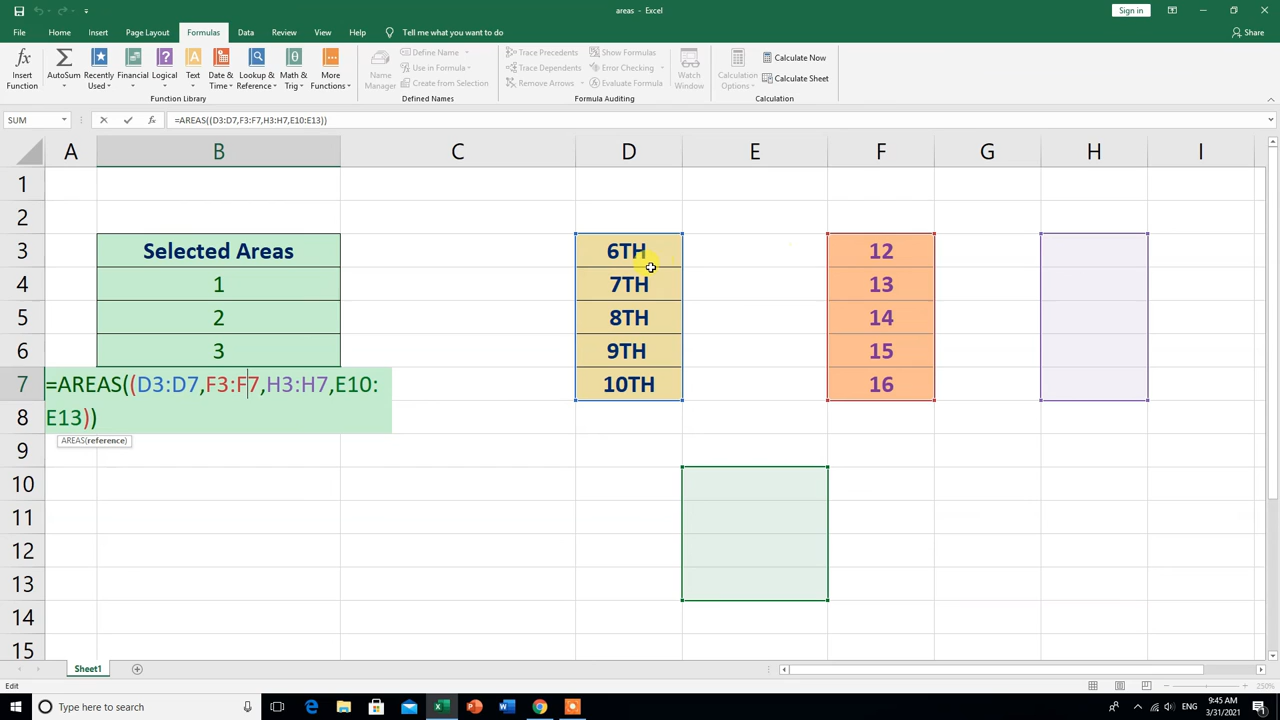 areas - Excel
Sign in
File Home Insert Page Layout Formulas Data Review View Help Tell me what you want to do
Share
Insert Function
AutoSum
Recently Used
Financial
Logical
Text
Date & Time
Lookup & Reference
Math & Trig
More Functions
Function Library
Name Manager
Define Name
Use in Formula
Create from Selection
Defined Names
Trace Precedents
Trace Dependents
Remove Arrows
Show Formulas
Error Checking
Evaluate Formula
Formula Auditing
Watch Window
Calculation Options
Calculate Now
Calculate Sheet
Calculation
SUM
fx
=AREAS((D3:D7,F3:F7,H3:H7,E10:E13))
A B C D E F G H I
1
2
3 Selected Areas 6TH 12
4 1 7TH 13
5 2 8TH 14
6 3 9TH 15
7 =AREAS((D3:D7,F3:F7,H3:H7,E10: 10TH 16
8 E13))
AREAS(reference)
9
10
11
12
13
14
15
Sheet1
Edit
250%
Type here to search
ENG
9:45 AM
3/31/2021